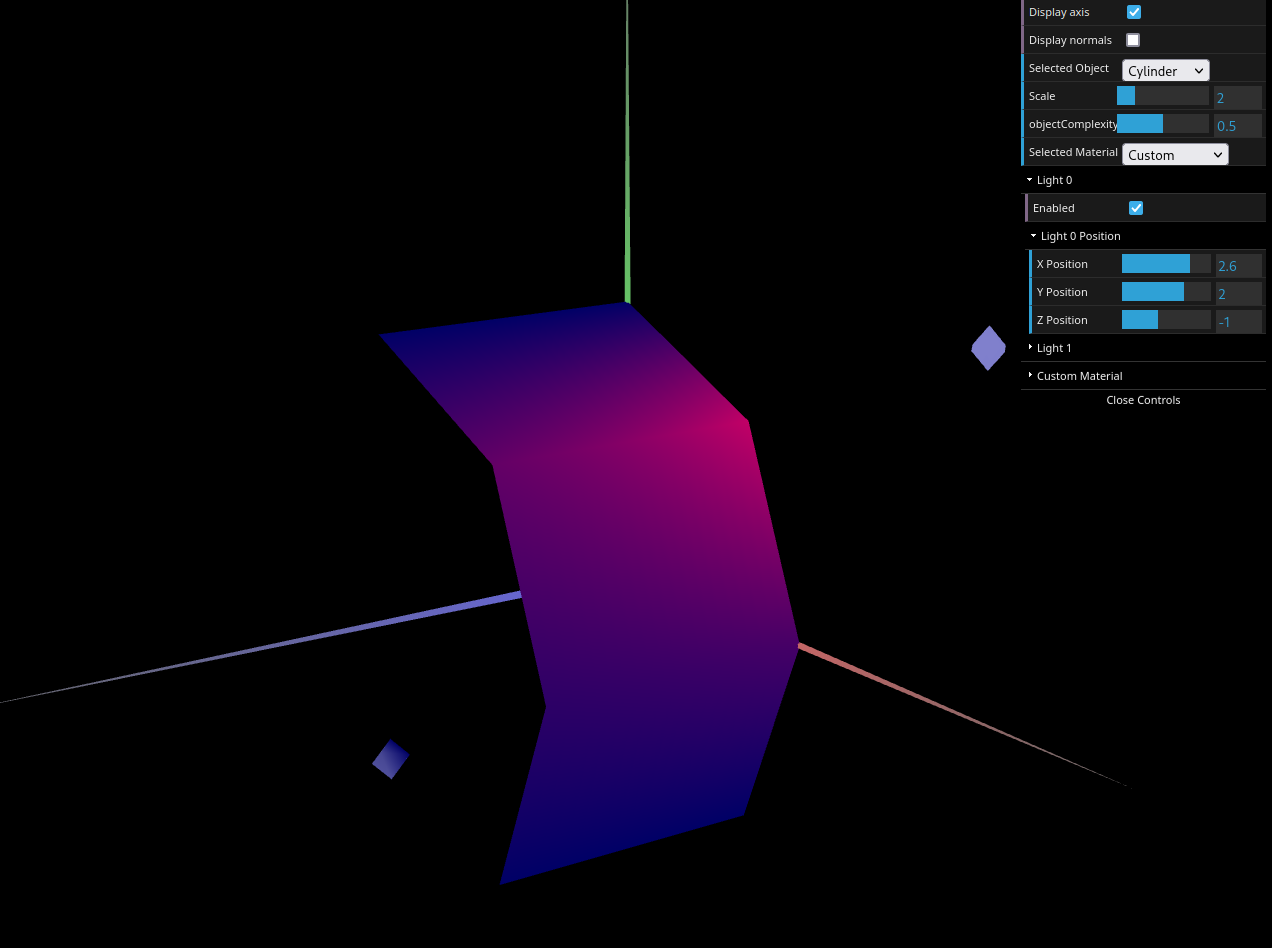 Display axis
Display normals
Selected Object Cylinder
Scale 2
objectComplexity 0.5
Selected Material Custom
Light 0
Enabled
Light 0 Position
X Position 2.6
Y Position 2
Z Position -1
Light 1
Custom Material
Close Controls